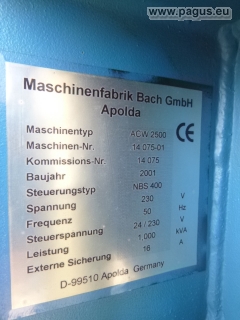 www.pagus.eu
Maschinenfabrik Bach GmbH
Apolda
CE
Maschinentyp ACW 2500
Maschinen-Nr. 14 075-01
Kommissions-Nr. 14 075
Baujahr 2001
Steuerungstyp NBS 400
Spannung 230 V
Frequenz 50 Hz
Steuerspannung 24 / 230 V
Leistung 1.000 kVA
Externe Sicherung 16 A
D-99510 Apolda Germany